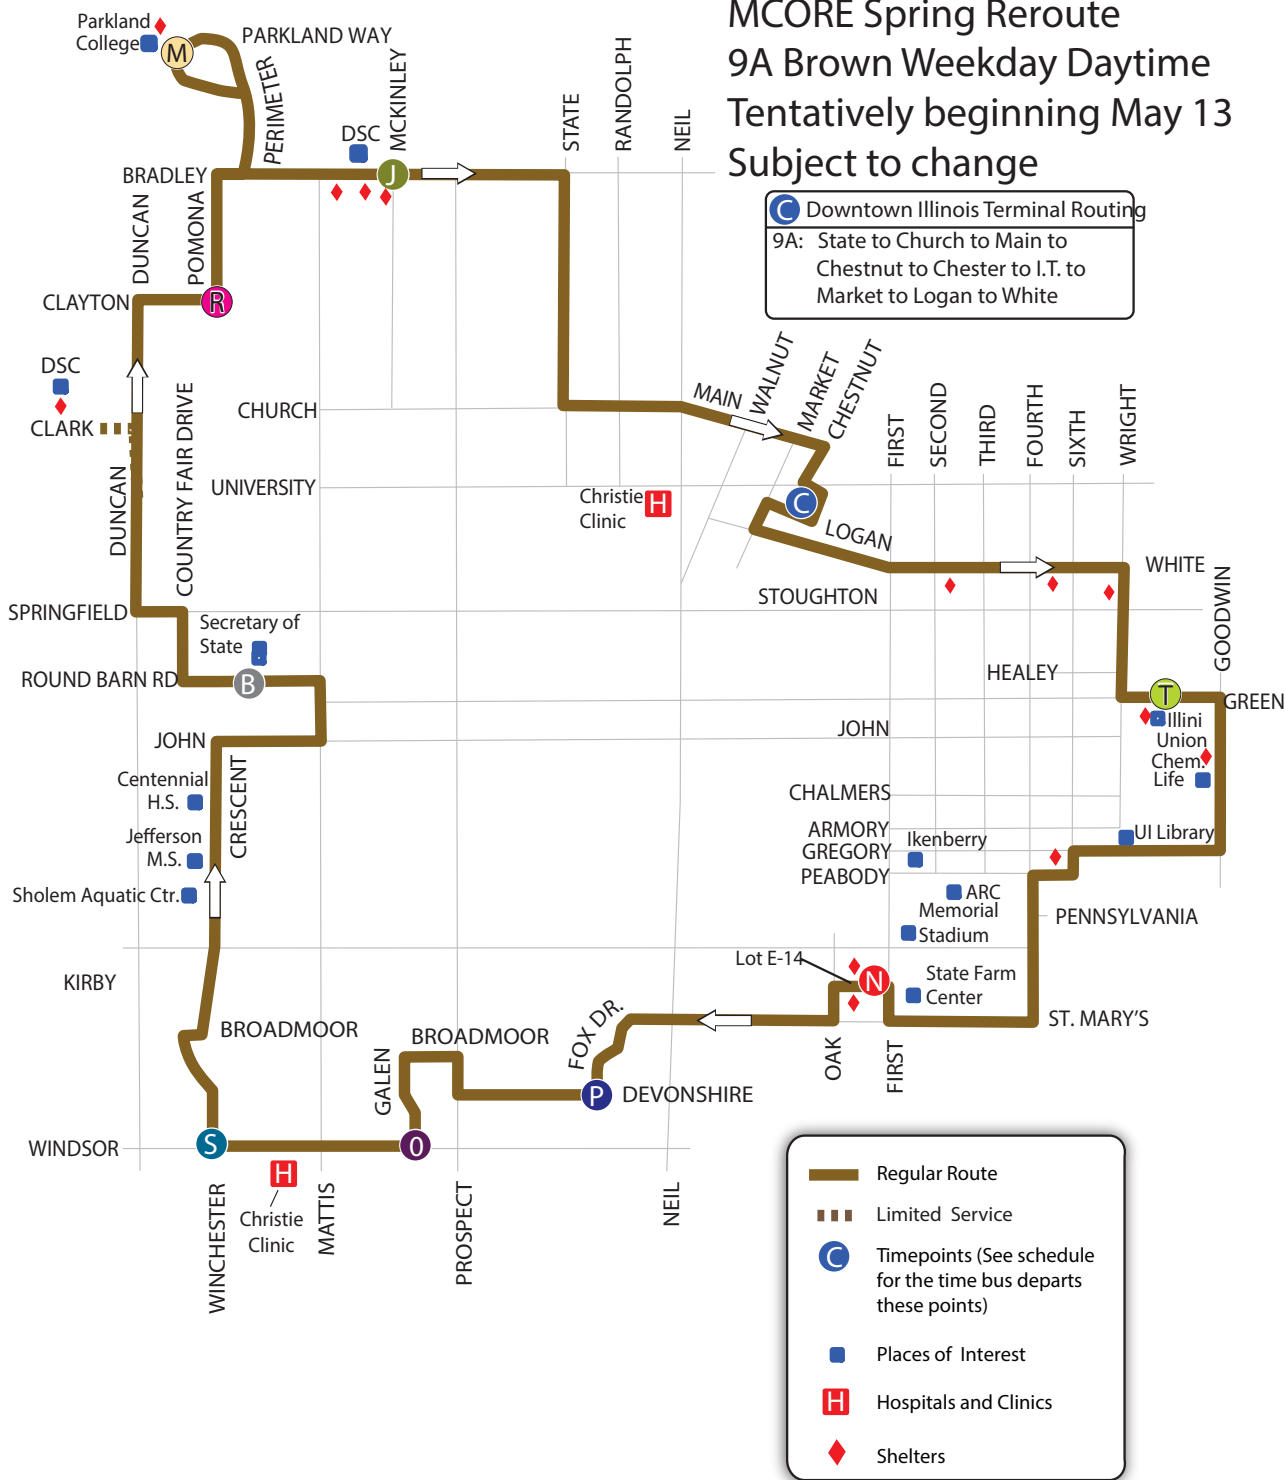 MCORE Spring Reroute
9A Brown Weekday Daytime
Tentatively beginning May 13
Subject to change
C Downtown Illinois Terminal Routing
9A: State to Church to Main to
Chestnut to Chester to I.T. to
Market to Logan to White
Parkland
College
M
PARKLAND WAY
PERIMETER
DSC
MCKINLEY
J
STATE
RANDOLPH
NEIL
BRADLEY
DUNCAN
POMONA
CLAYTON
R
DSC
CLARK
DUNCAN
COUNTRY FAIR DRIVE
CHURCH
MAIN
WALNUT
MARKET
CHESTNUT
FIRST
SECOND
THIRD
FOURTH
SIXTH
WRIGHT
UNIVERSITY
Christie
Clinic
H
C
LOGAN
WHITE
STOUGHTON
GOODWIN
SPRINGFIELD
Secretary of
State
ROUND BARN RD
B
HEALEY
T
GREEN
Illini
Union
Chem.
Life
JOHN
JOHN
CRESCENT
Centennial
H.S.
CHALMERS
Jefferson
M.S.
ARMORY
GREGORY
PEABODY
Ikenberry
UI Library
Sholem Aquatic Ctr.
ARC
Memorial
Stadium
PENNSYLVANIA
Lot E-14
N
State Farm
Center
KIRBY
BROADMOOR
BROADMOOR
FOX DR.
ST. MARY'S
OAK
FIRST
GALEN
P
DEVONSHIRE
WINDSOR
S
O
H
Christie
Clinic
WINCHESTER
MATTIS
PROSPECT
NEIL
Regular Route
Limited Service
C
Timepoints (See schedule
for the time bus departs
these points)
Places of Interest
H
Hospitals and Clinics
Shelters